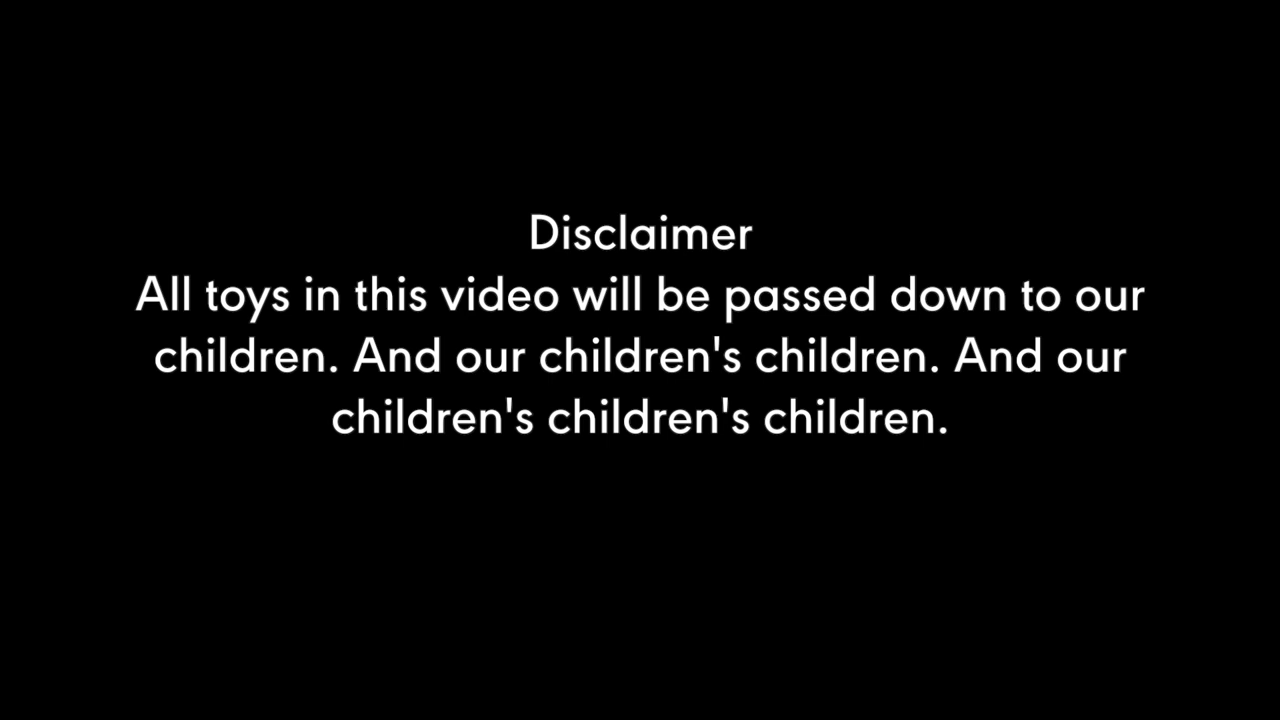 Disclaimer
All toys in this video will be passed down to our
children. And our children's children. And our
children's children's children.